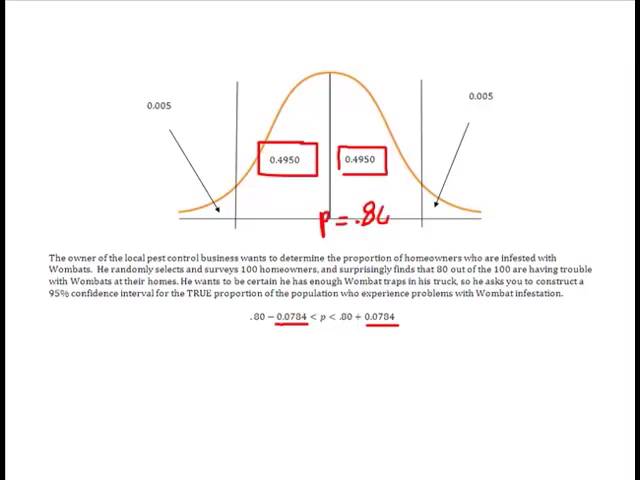 0.005
0.005
0.4950
0.4950
The owner of the local pest control business wants to determine the proportion of homeowners who are infested with
Wombats. He randomly selects and surveys 100 homeowners, and surprisingly finds that 80 out of the 100 are having trouble
with Wombats at their homes. He wants to be certain he has enough Wombat traps in his truck, so he asks you to construct a
95% confidence interval for the TRUE proportion of the population who experience problems with Wombat infestation.
.80 − 0.0784 < p < .80 + 0.0784